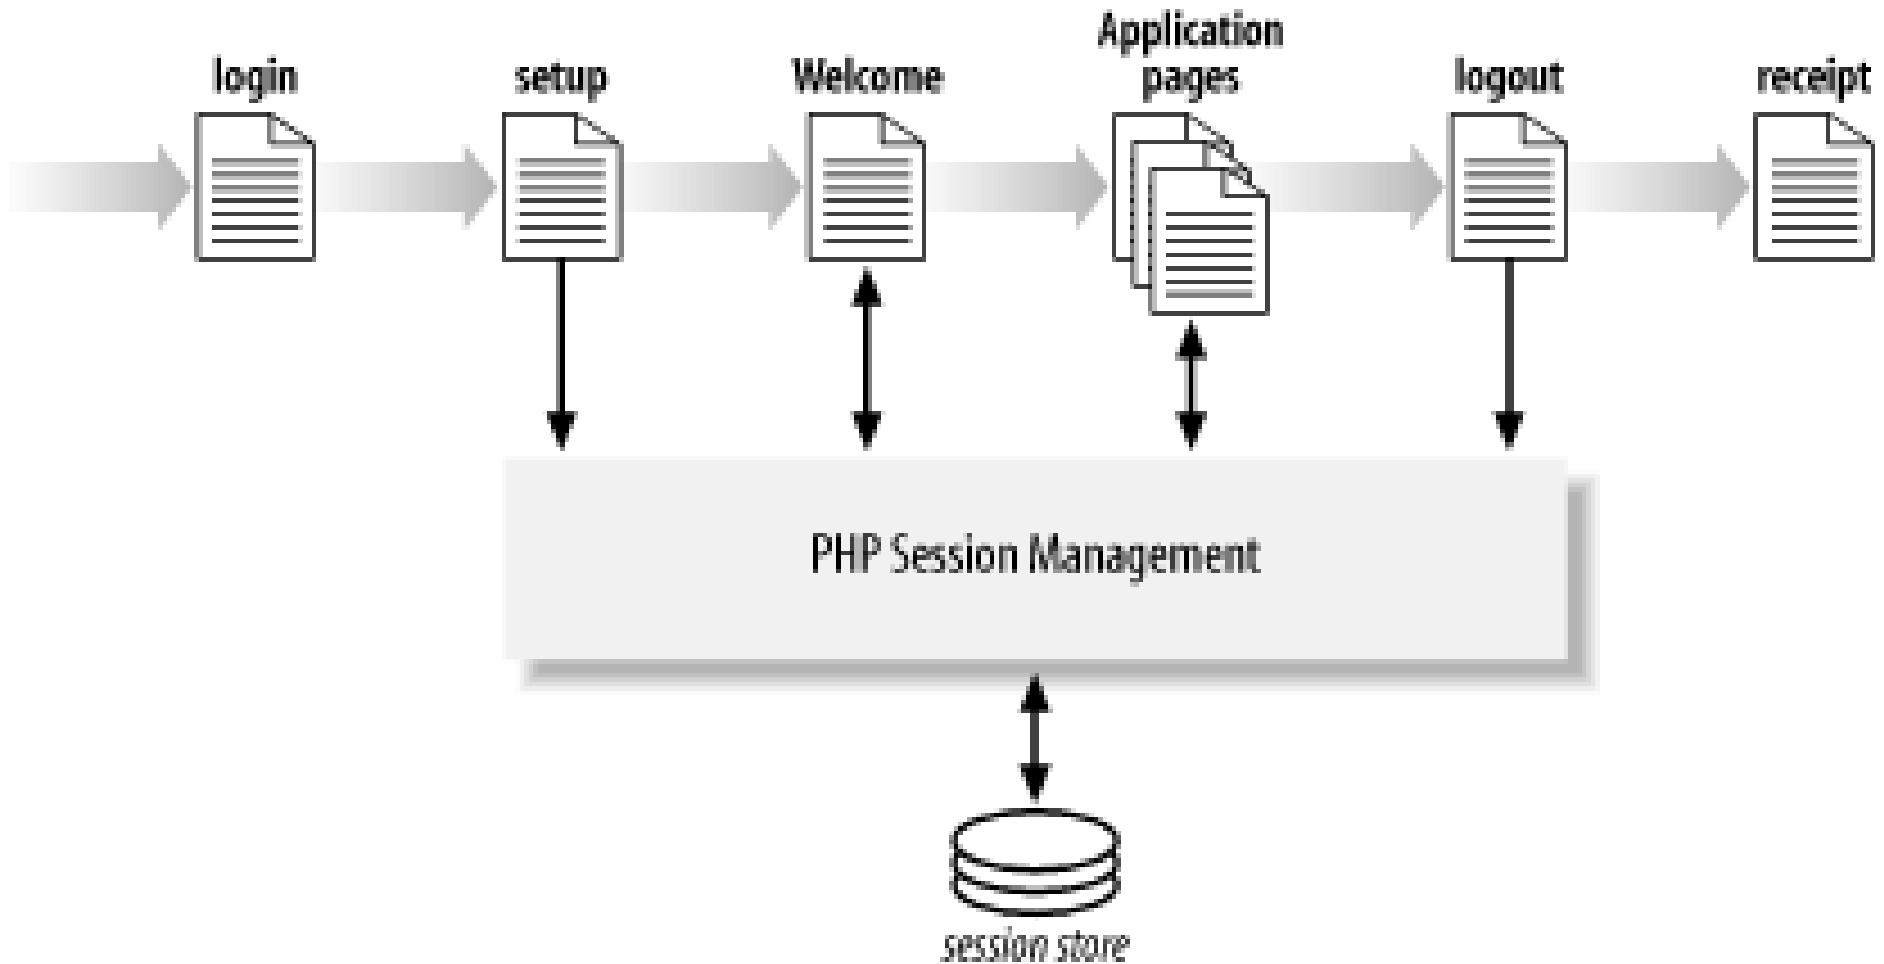 login
setup
Welcome
Application
pages
logout
receipt
PHP Session Management
session store